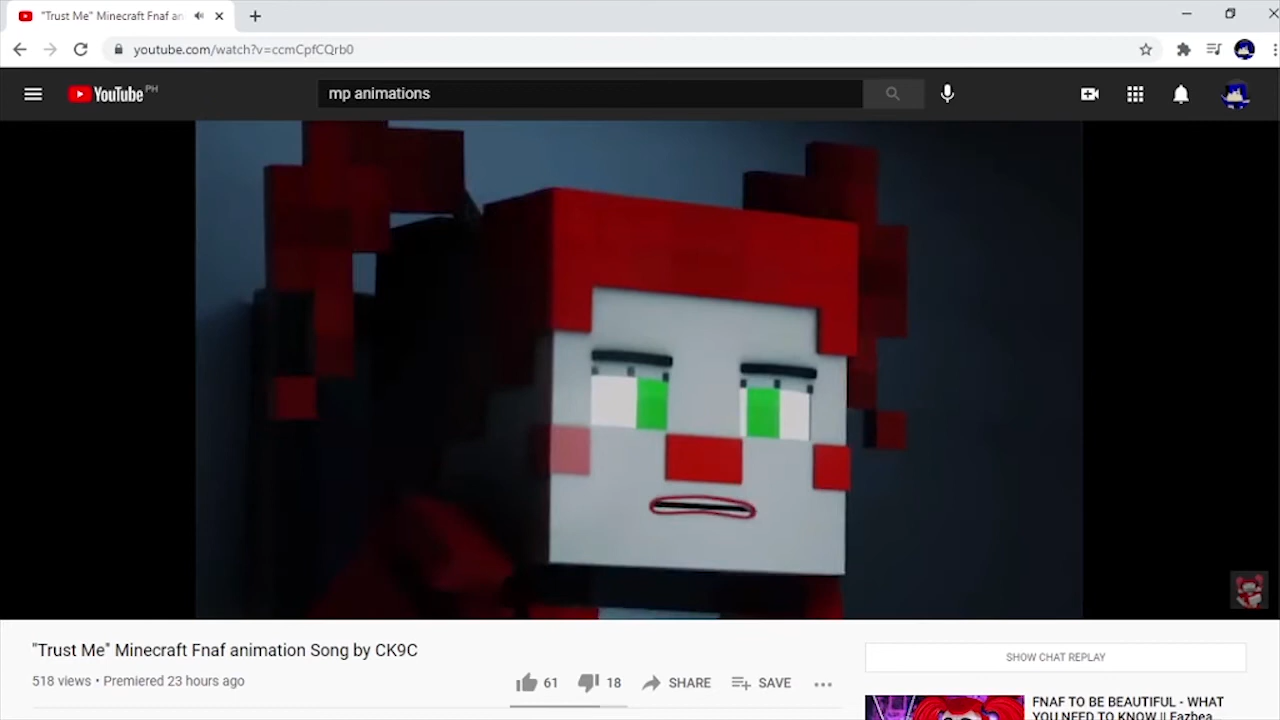 "Trust Me" Minecraft Fnaf an
youtube.com/watch?v=ccmCpfCQrb0
YouTube PH
mp animations
"Trust Me" Minecraft Fnaf animation Song by CK9C
518 views • Premiered 23 hours ago
61
18
SHARE
SAVE
SHOW CHAT REPLAY
FNAF TO BE BEAUTIFUL - WHAT
YOU NEED TO KNOW || Fazbea